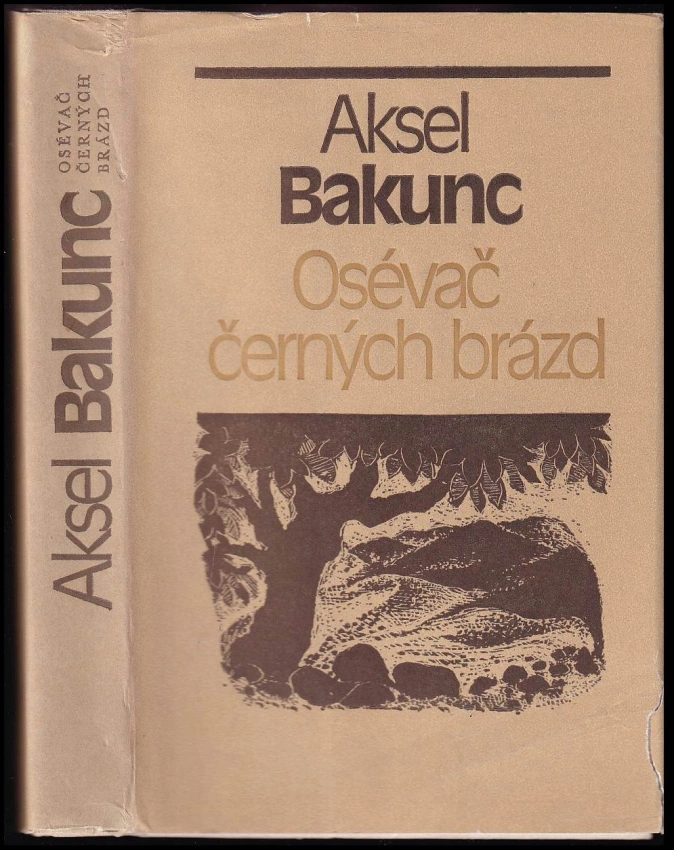 Aksel Bakunc
OSÉVAČ
ČERNÝCH
BRÁZD
Aksel
Bakunc
Osévač
černých brázd